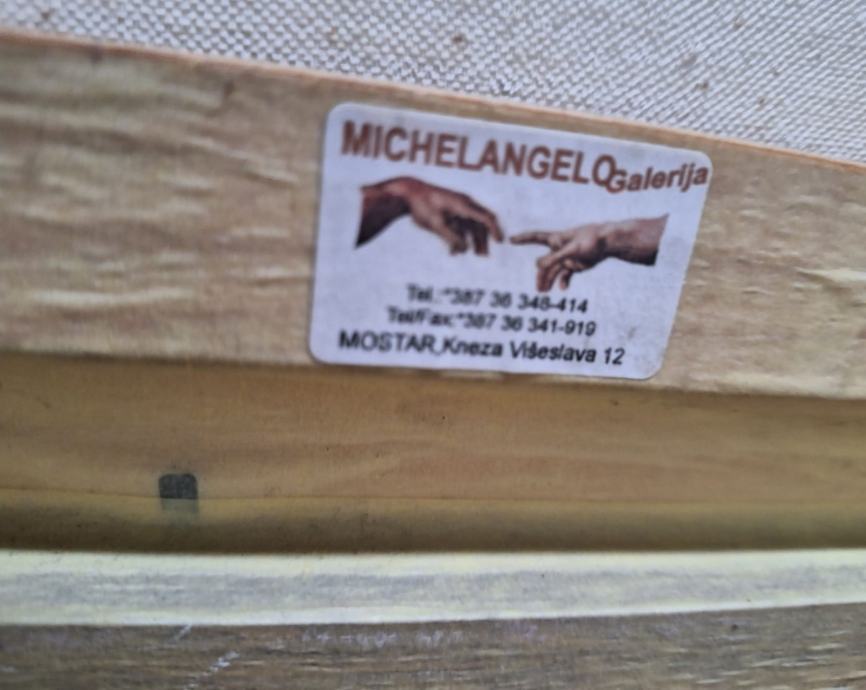 MICHELANGELO Galerija
Tel.:*387 36 348-414
Tel/Fax:*387 36 341-919
MOSTAR,Kneza Višeslava 12